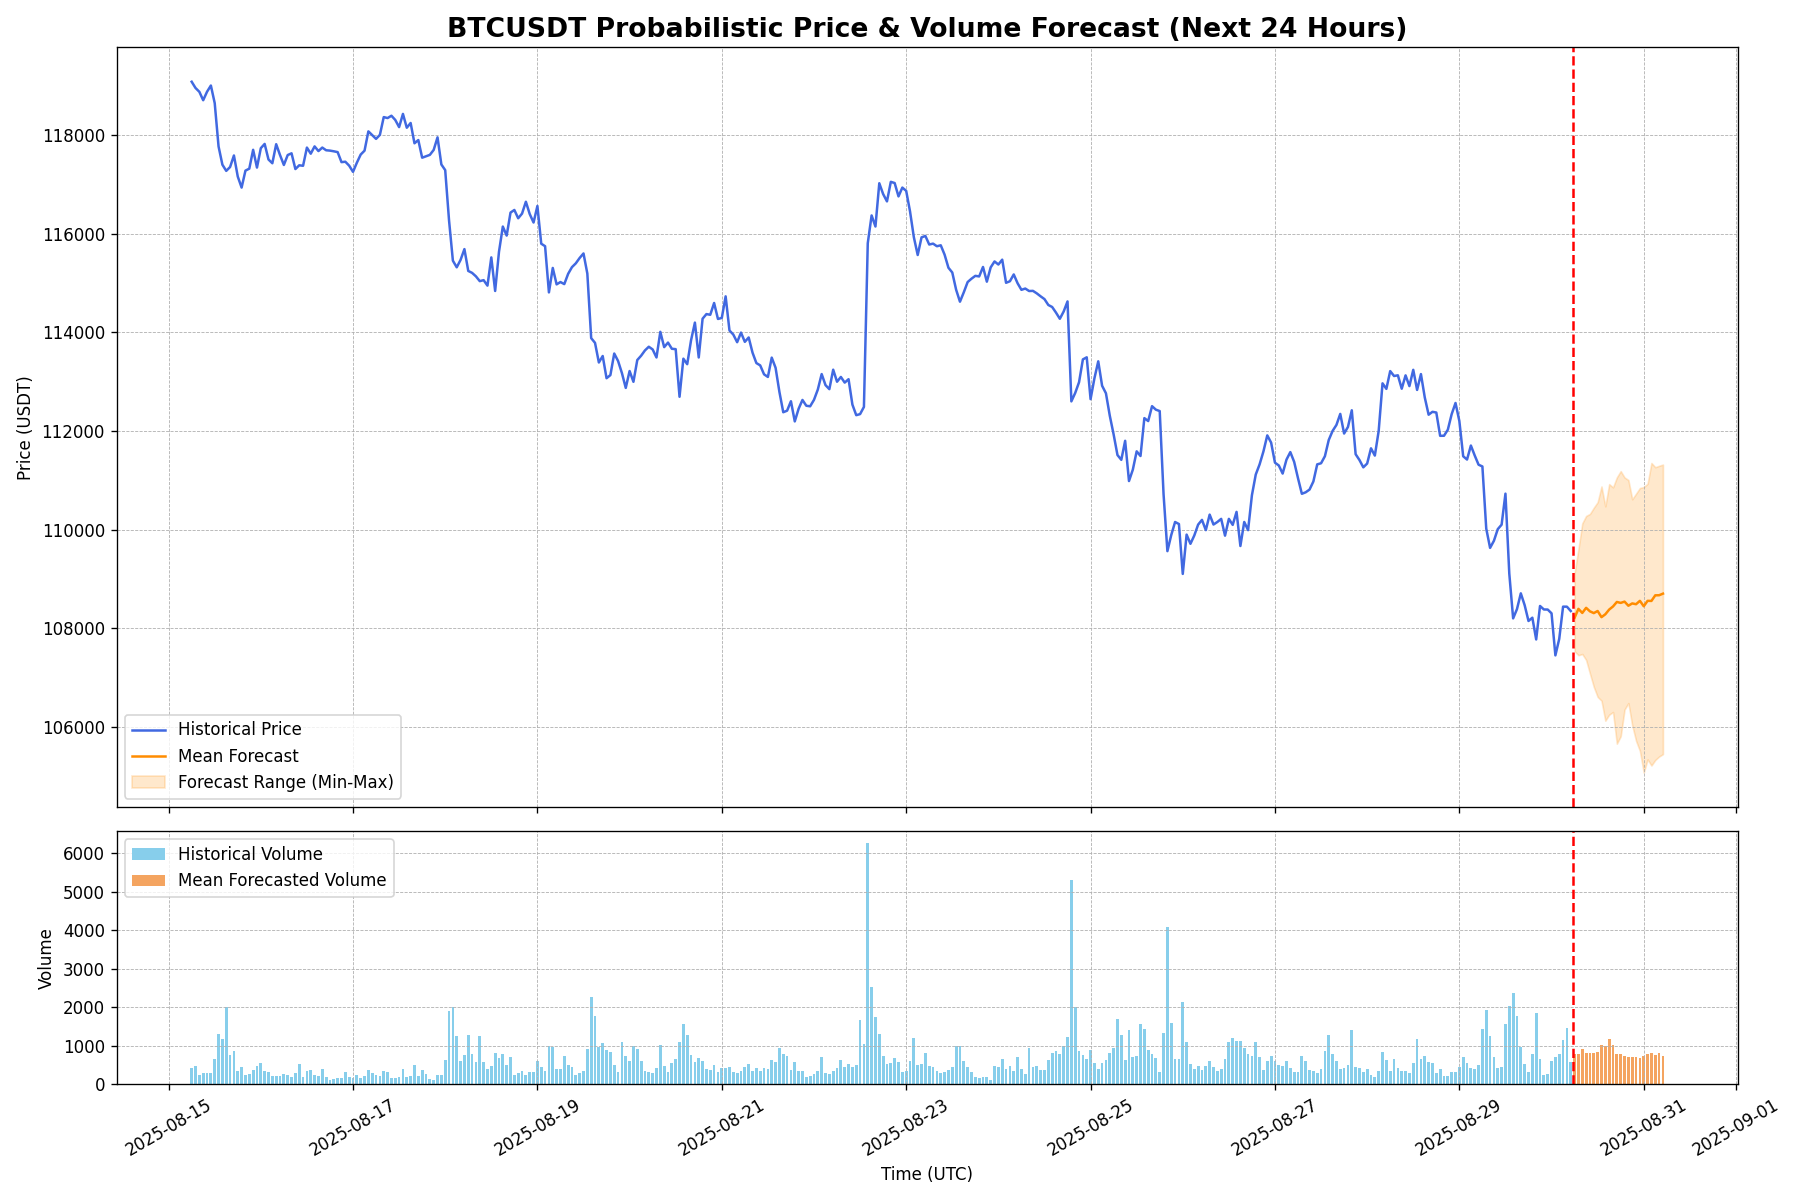 BTCUSDT Probabilistic Price & Volume Forecast (Next 24 Hours)
Price (USDT)
118000
116000
114000
112000
110000
108000
106000
Historical Price
Mean Forecast
Forecast Range (Min-Max)
Volume
6000
5000
4000
3000
2000
1000
0
Historical Volume
Mean Forecasted Volume
2025-08-15
2025-08-17
2025-08-19
2025-08-21
2025-08-23
2025-08-25
2025-08-27
2025-08-29
2025-08-31
2025-09-01
Time (UTC)